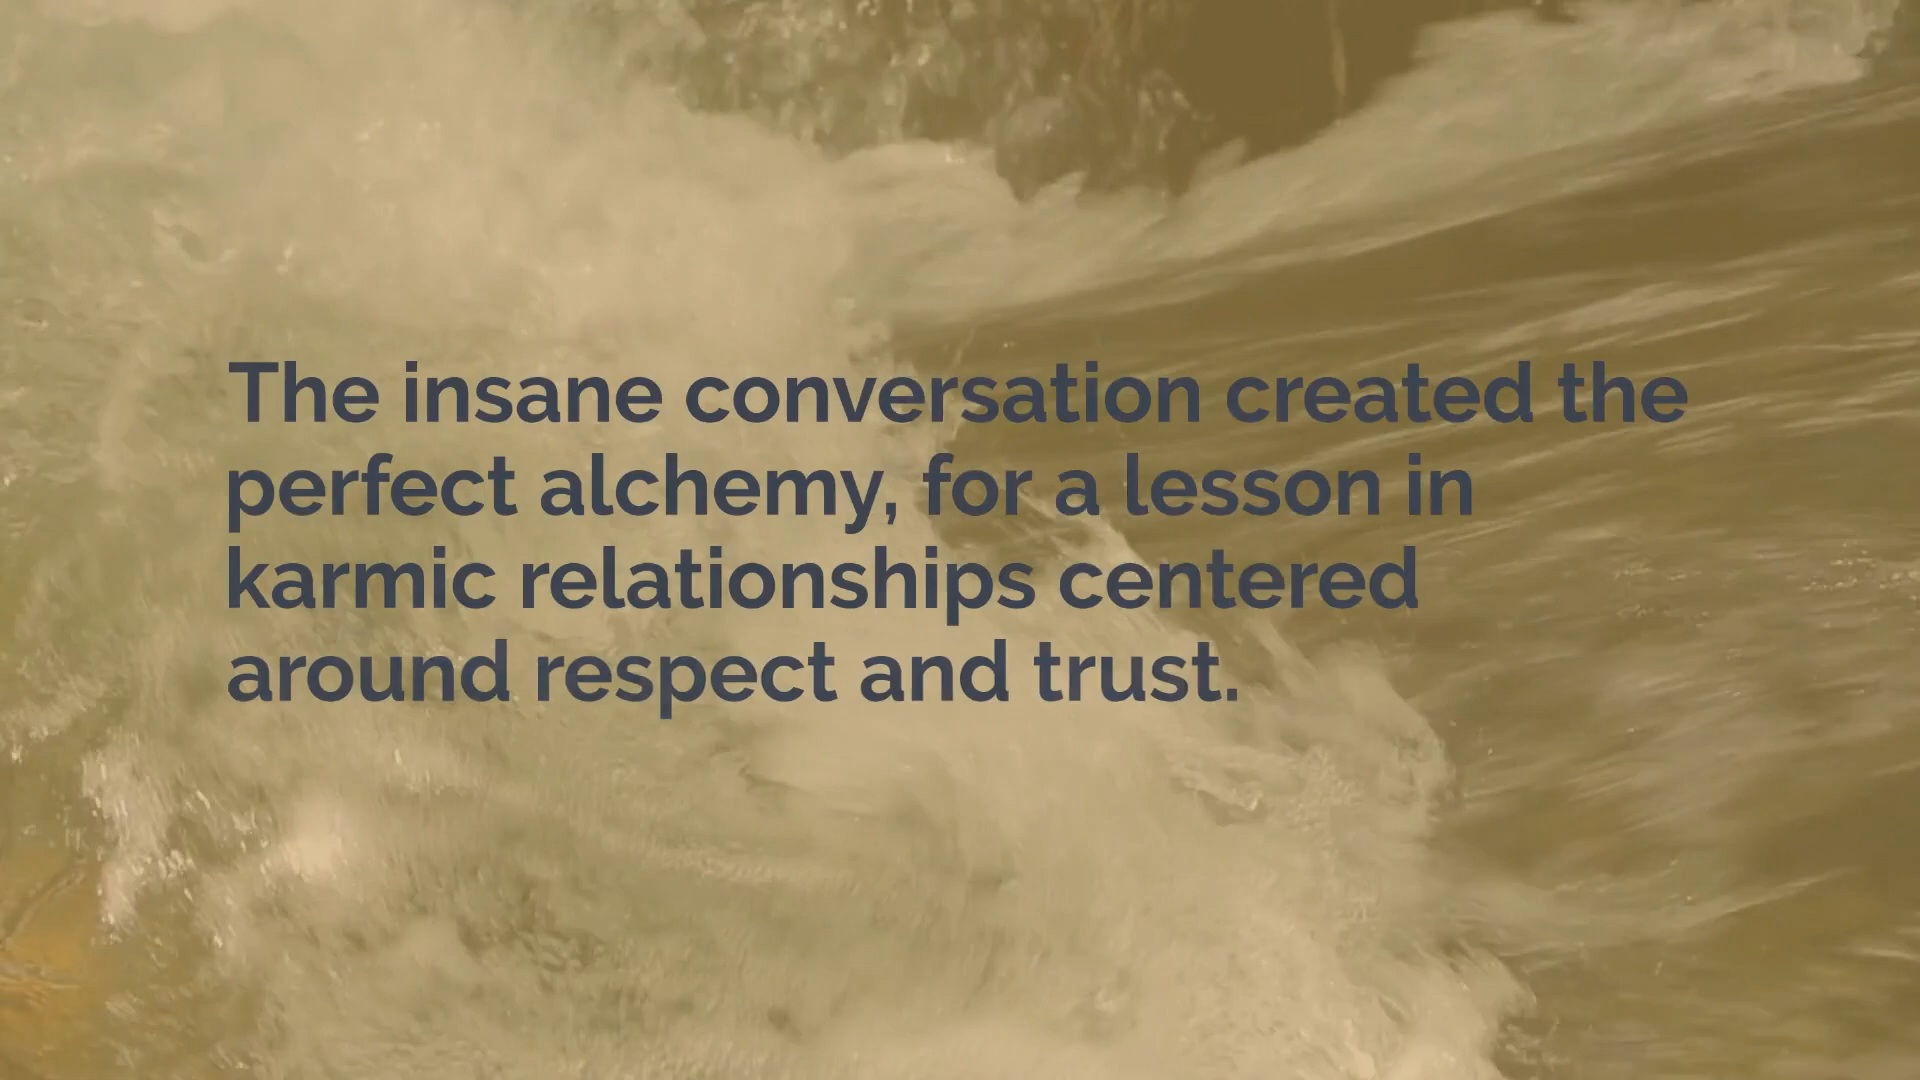 The insane conversation created the
perfect alchemy, for a lesson in
karmic relationships centered
around respect and trust.